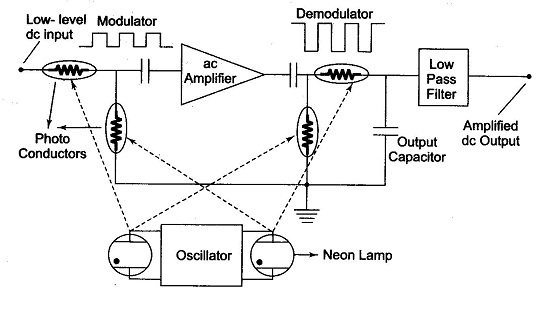 Low- level
dc input
Modulator
Demodulator
ac
Amplifier
Low
Pass
Filter
Photo
Conductors
Output
Capacitor
Amplified
dc Output
Oscillator
Neon Lamp